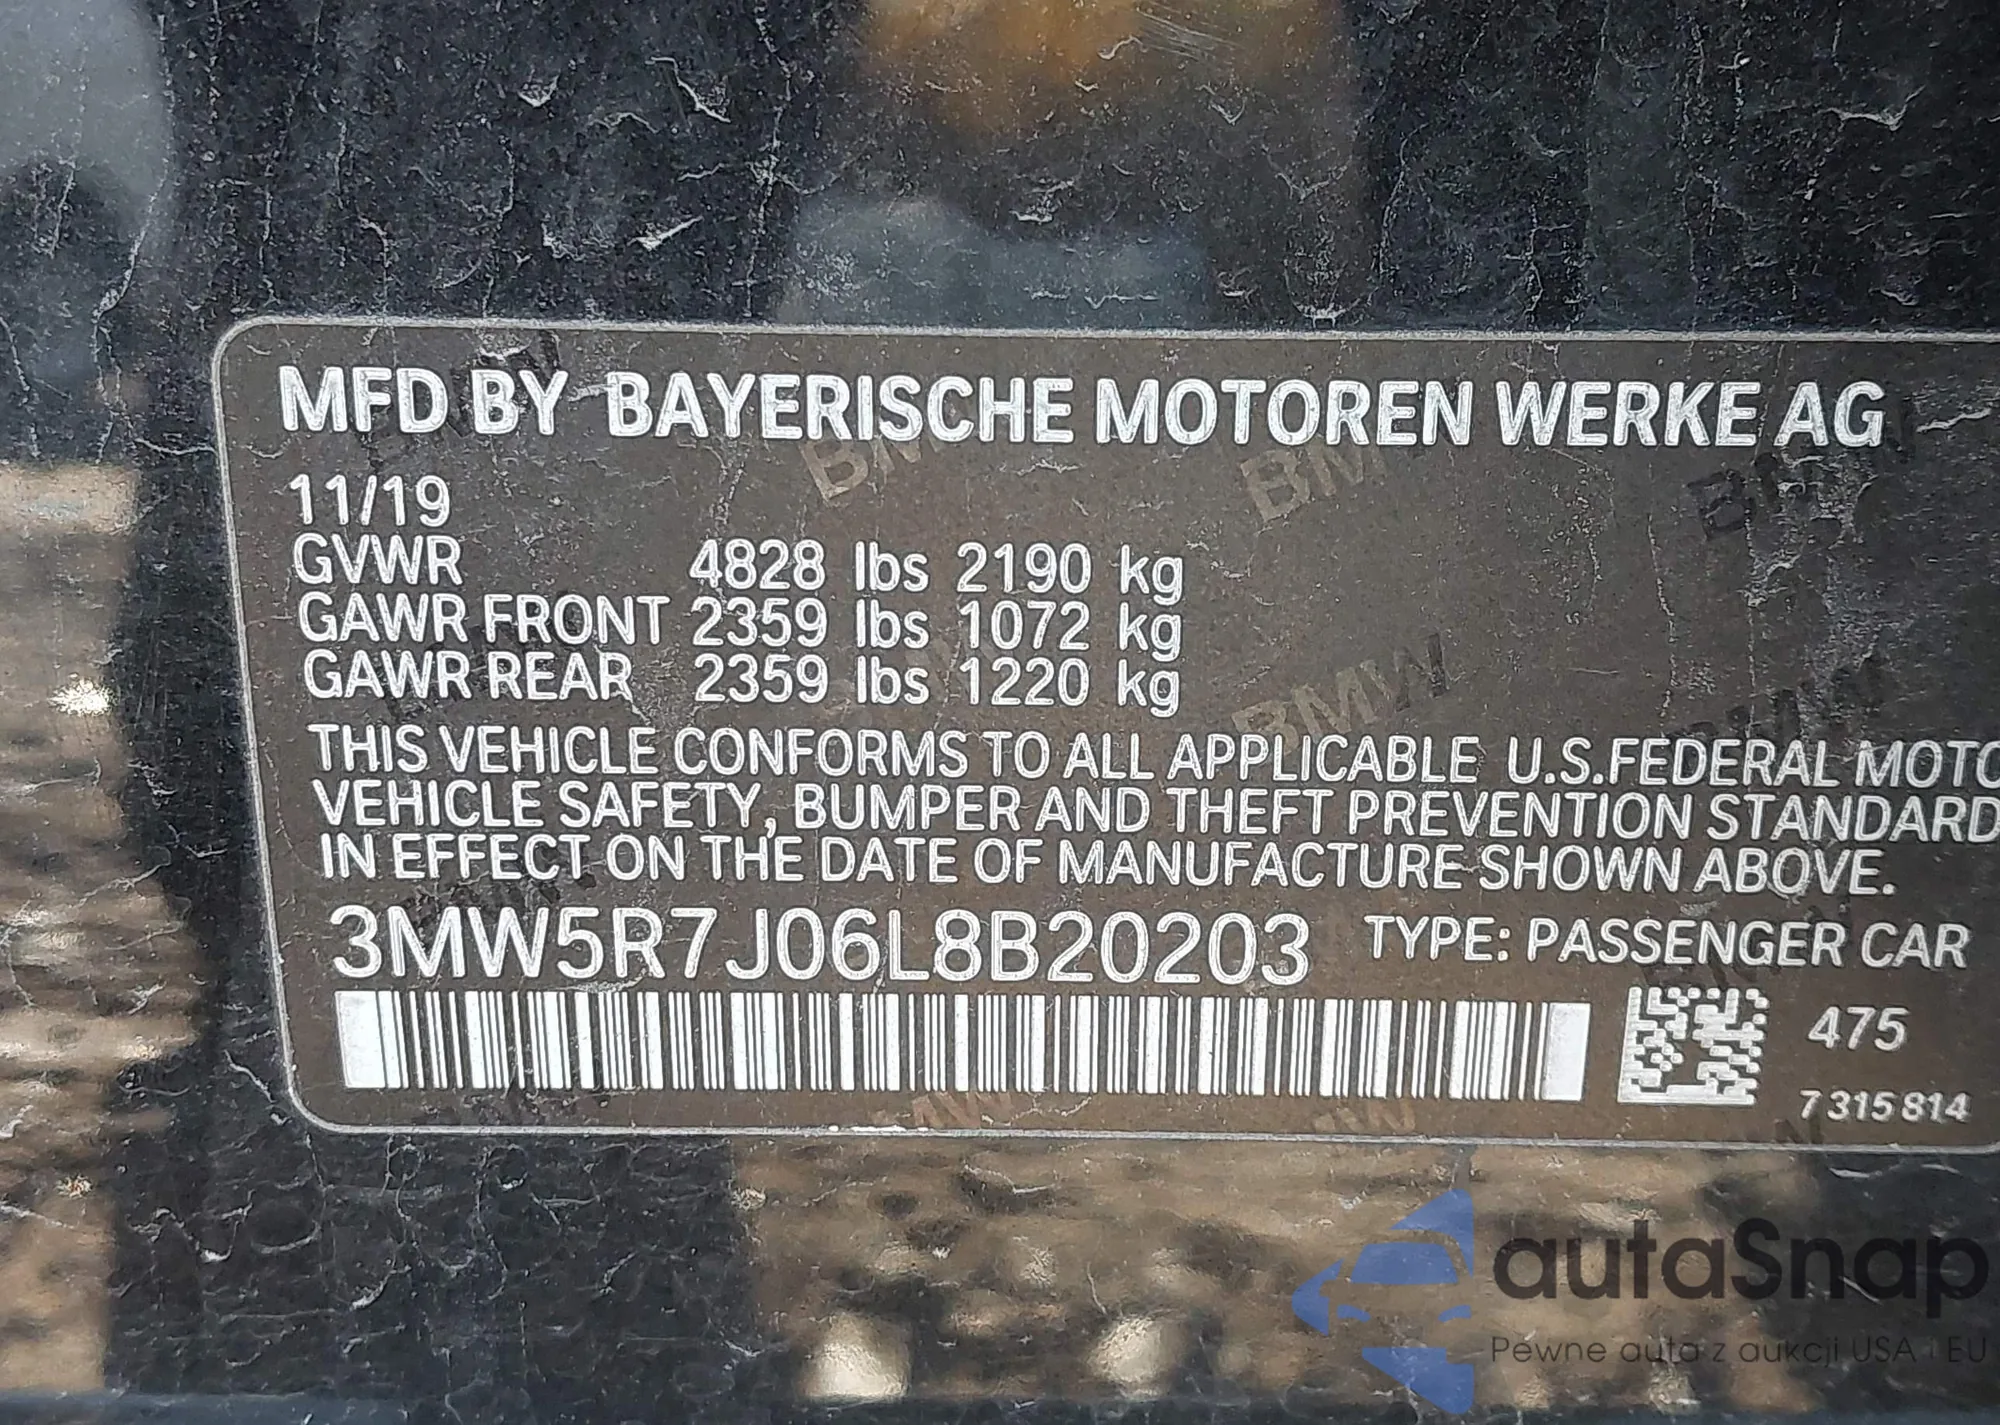 MFD BY BAYERISCHE MOTOREN WERKE AG
11/19
GVWR 4828 lbs 2190 kg
GAWR FRONT 2359 lbs 1072 kg
GAWR REAR 2359 lbs 1220 kg
THIS VEHICLE CONFORMS TO ALL APPLICABLE U.S.FEDERAL MOTO
VEHICLE SAFETY, BUMPER AND THEFT PREVENTION STANDARD
IN EFFECT ON THE DATE OF MANUFACTURE SHOWN ABOVE.
3MW5R7J06L8B20203 TYPE: PASSENGER CAR
475
7 315 814
autaSnap
Pewne auta z aukcji USA i EU